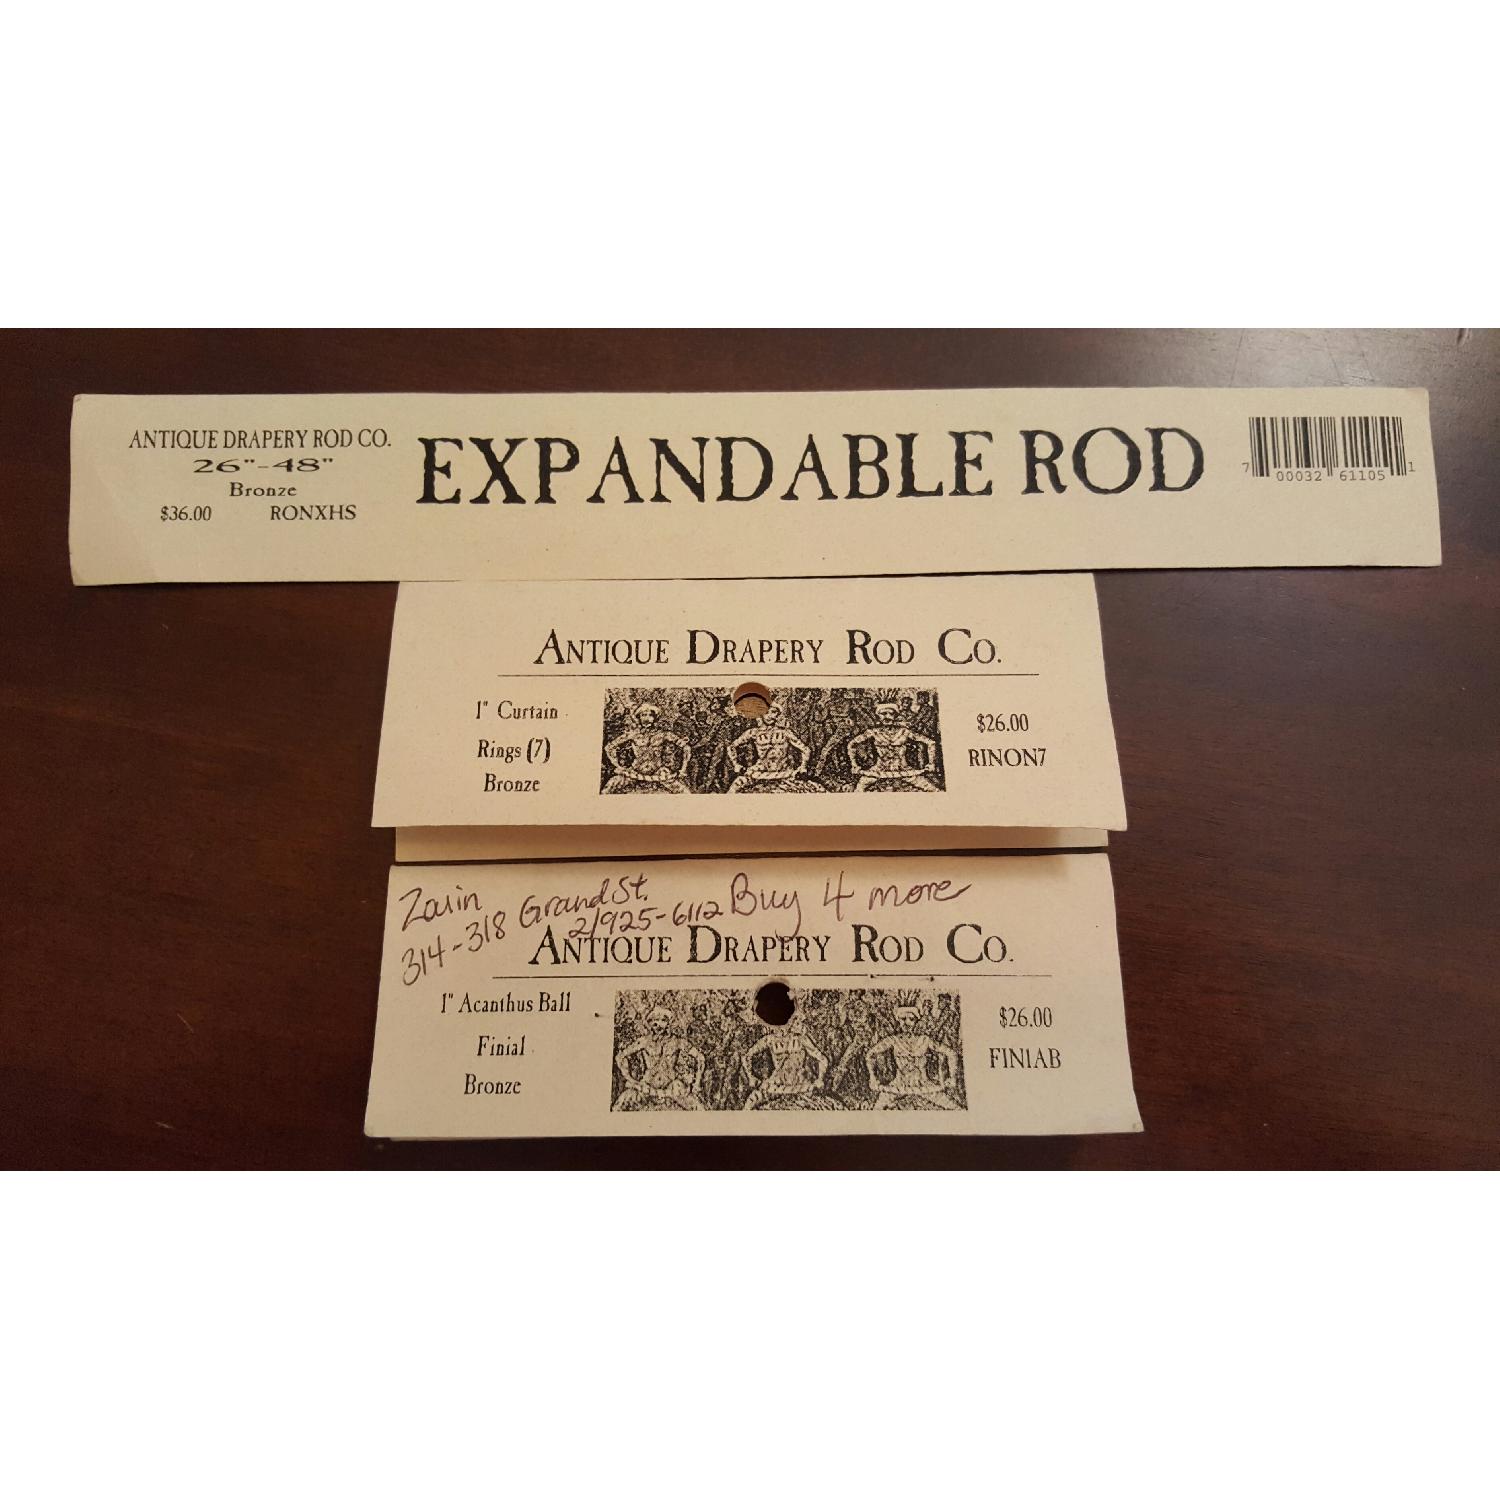 ANTIQUE DRAPERY ROD CO.
26"-48"
Bronze
$36.00 RONXHS
EXPANDABLE ROD
7 00032 61105 1
ANTIQUE DRAPERY ROD CO.
1" Curtain
Rings (7)
Bronze
$26.00
RINON7
Zarin
314-318 Grand St.
2/925-6112
Buy 4 more
ANTIQUE DRAPERY ROD CO.
1" Acanthus Ball
Finial
Bronze
$26.00
FIN1AB